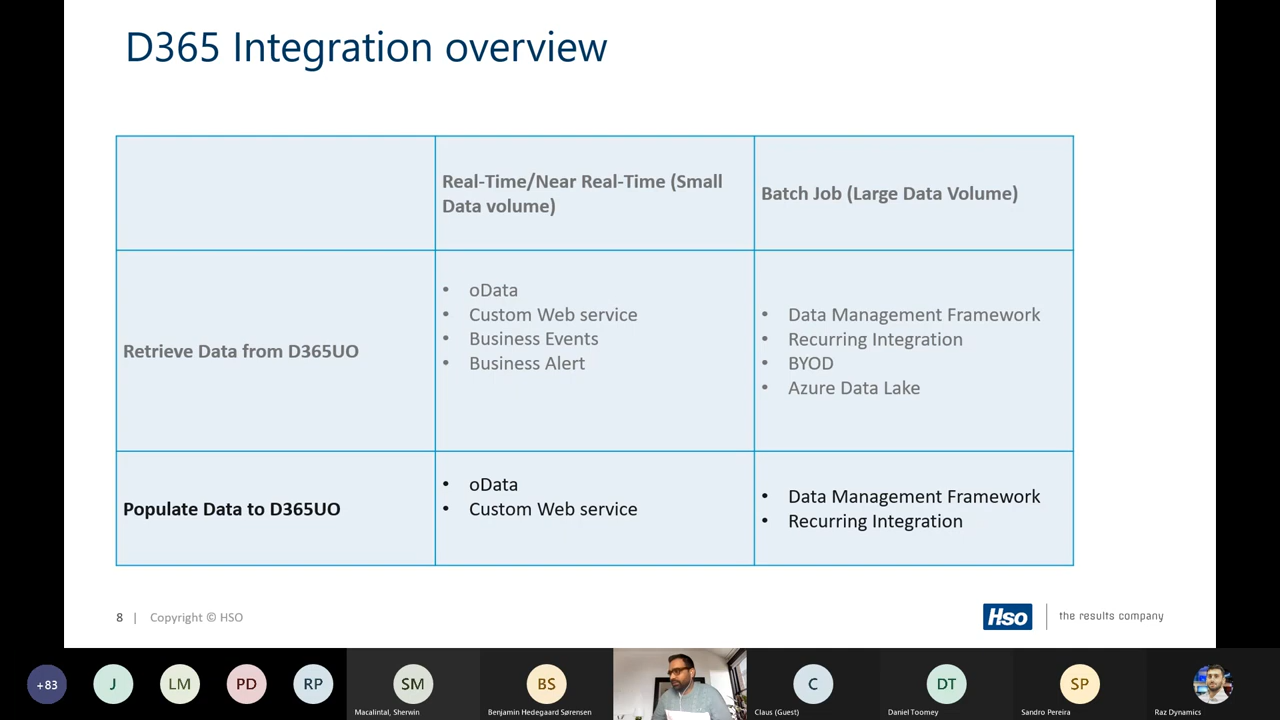 D365 Integration overview
Real-Time/Near Real-Time (Small
Data volume)
Batch Job (Large Data Volume)
Retrieve Data from D365UO
• oData
• Custom Web service
• Business Events
• Business Alert
• Data Management Framework
• Recurring Integration
• BYOD
• Azure Data Lake
Populate Data to D365UO
• oData
• Custom Web service
• Data Management Framework
• Recurring Integration
8 | Copyright © HSO
Hso
the results company
+83
J
LM
PD
RP
SM
Macalintal, Sherwin
BS
Benjamin Hedegaard Sørensen
C
Claus (Guest)
DT
Daniel Toomey
SP
Sandro Pereira
Raz Dynamics